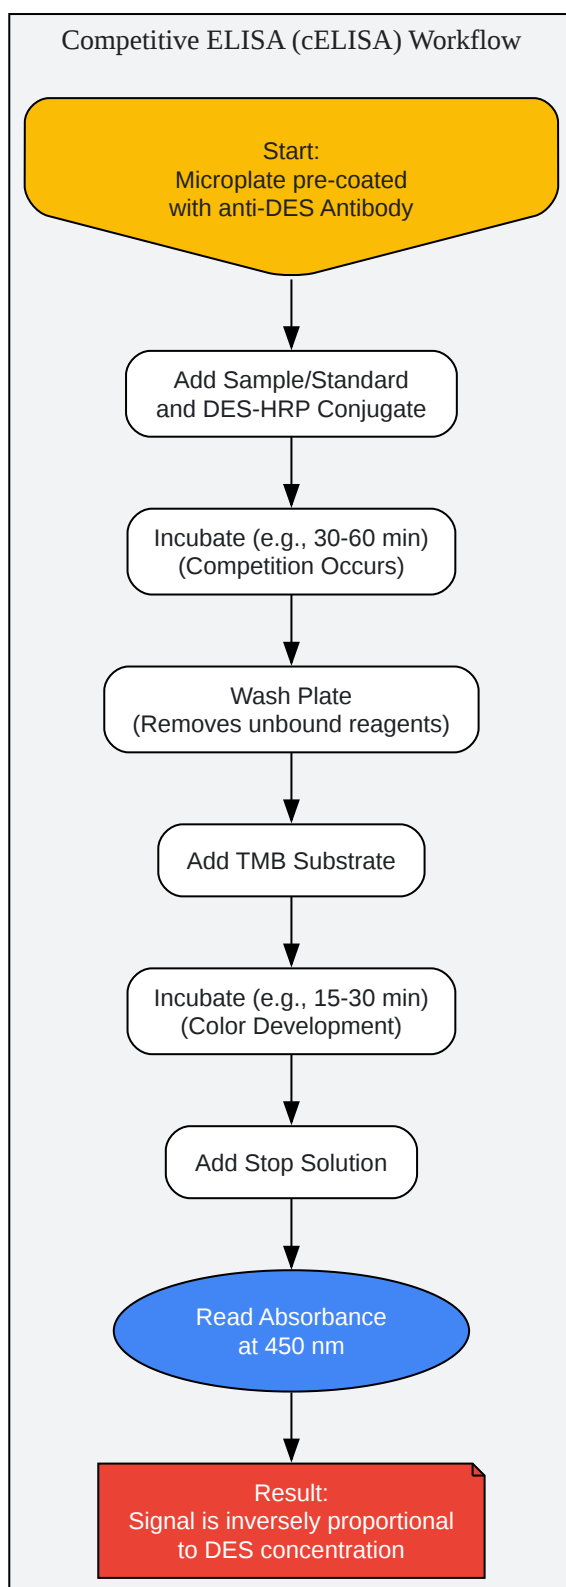 Competitive ELISA (cELISA) Workflow
Start:
Microplate pre-coated
with anti-DES Antibody
Add Sample/Standard
and DES-HRP Conjugate
Incubate (e.g., 30-60 min)
(Competition Occurs)
Wash Plate
(Removes unbound reagents)
Add TMB Substrate
Incubate (e.g., 15-30 min)
(Color Development)
Add Stop Solution
Read Absorbance
at 450 nm
Result:
Signal is inversely proportional
to DES concentration